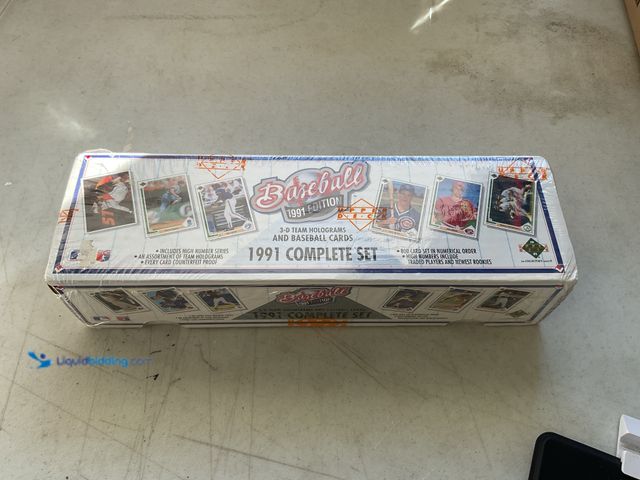 Baseball
1991 EDITION
3-D TEAM HOLOGRAMS
AND BASEBALL CARDS
1991 COMPLETE SET
• INCLUDES HIGH NUMBER SERIES
• AN ASSORTMENT OF TEAM HOLOGRAMS
• EVERY CARD COUNTERFEIT PROOF
• 800 CARD SET IN NUMERICAL ORDER
• HIGH NUMBERS INCLUDE
TRADED PLAYERS AND NEWEST ROOKIES
Baseball
1991 COMPLETE SET
Liquidbidding.com